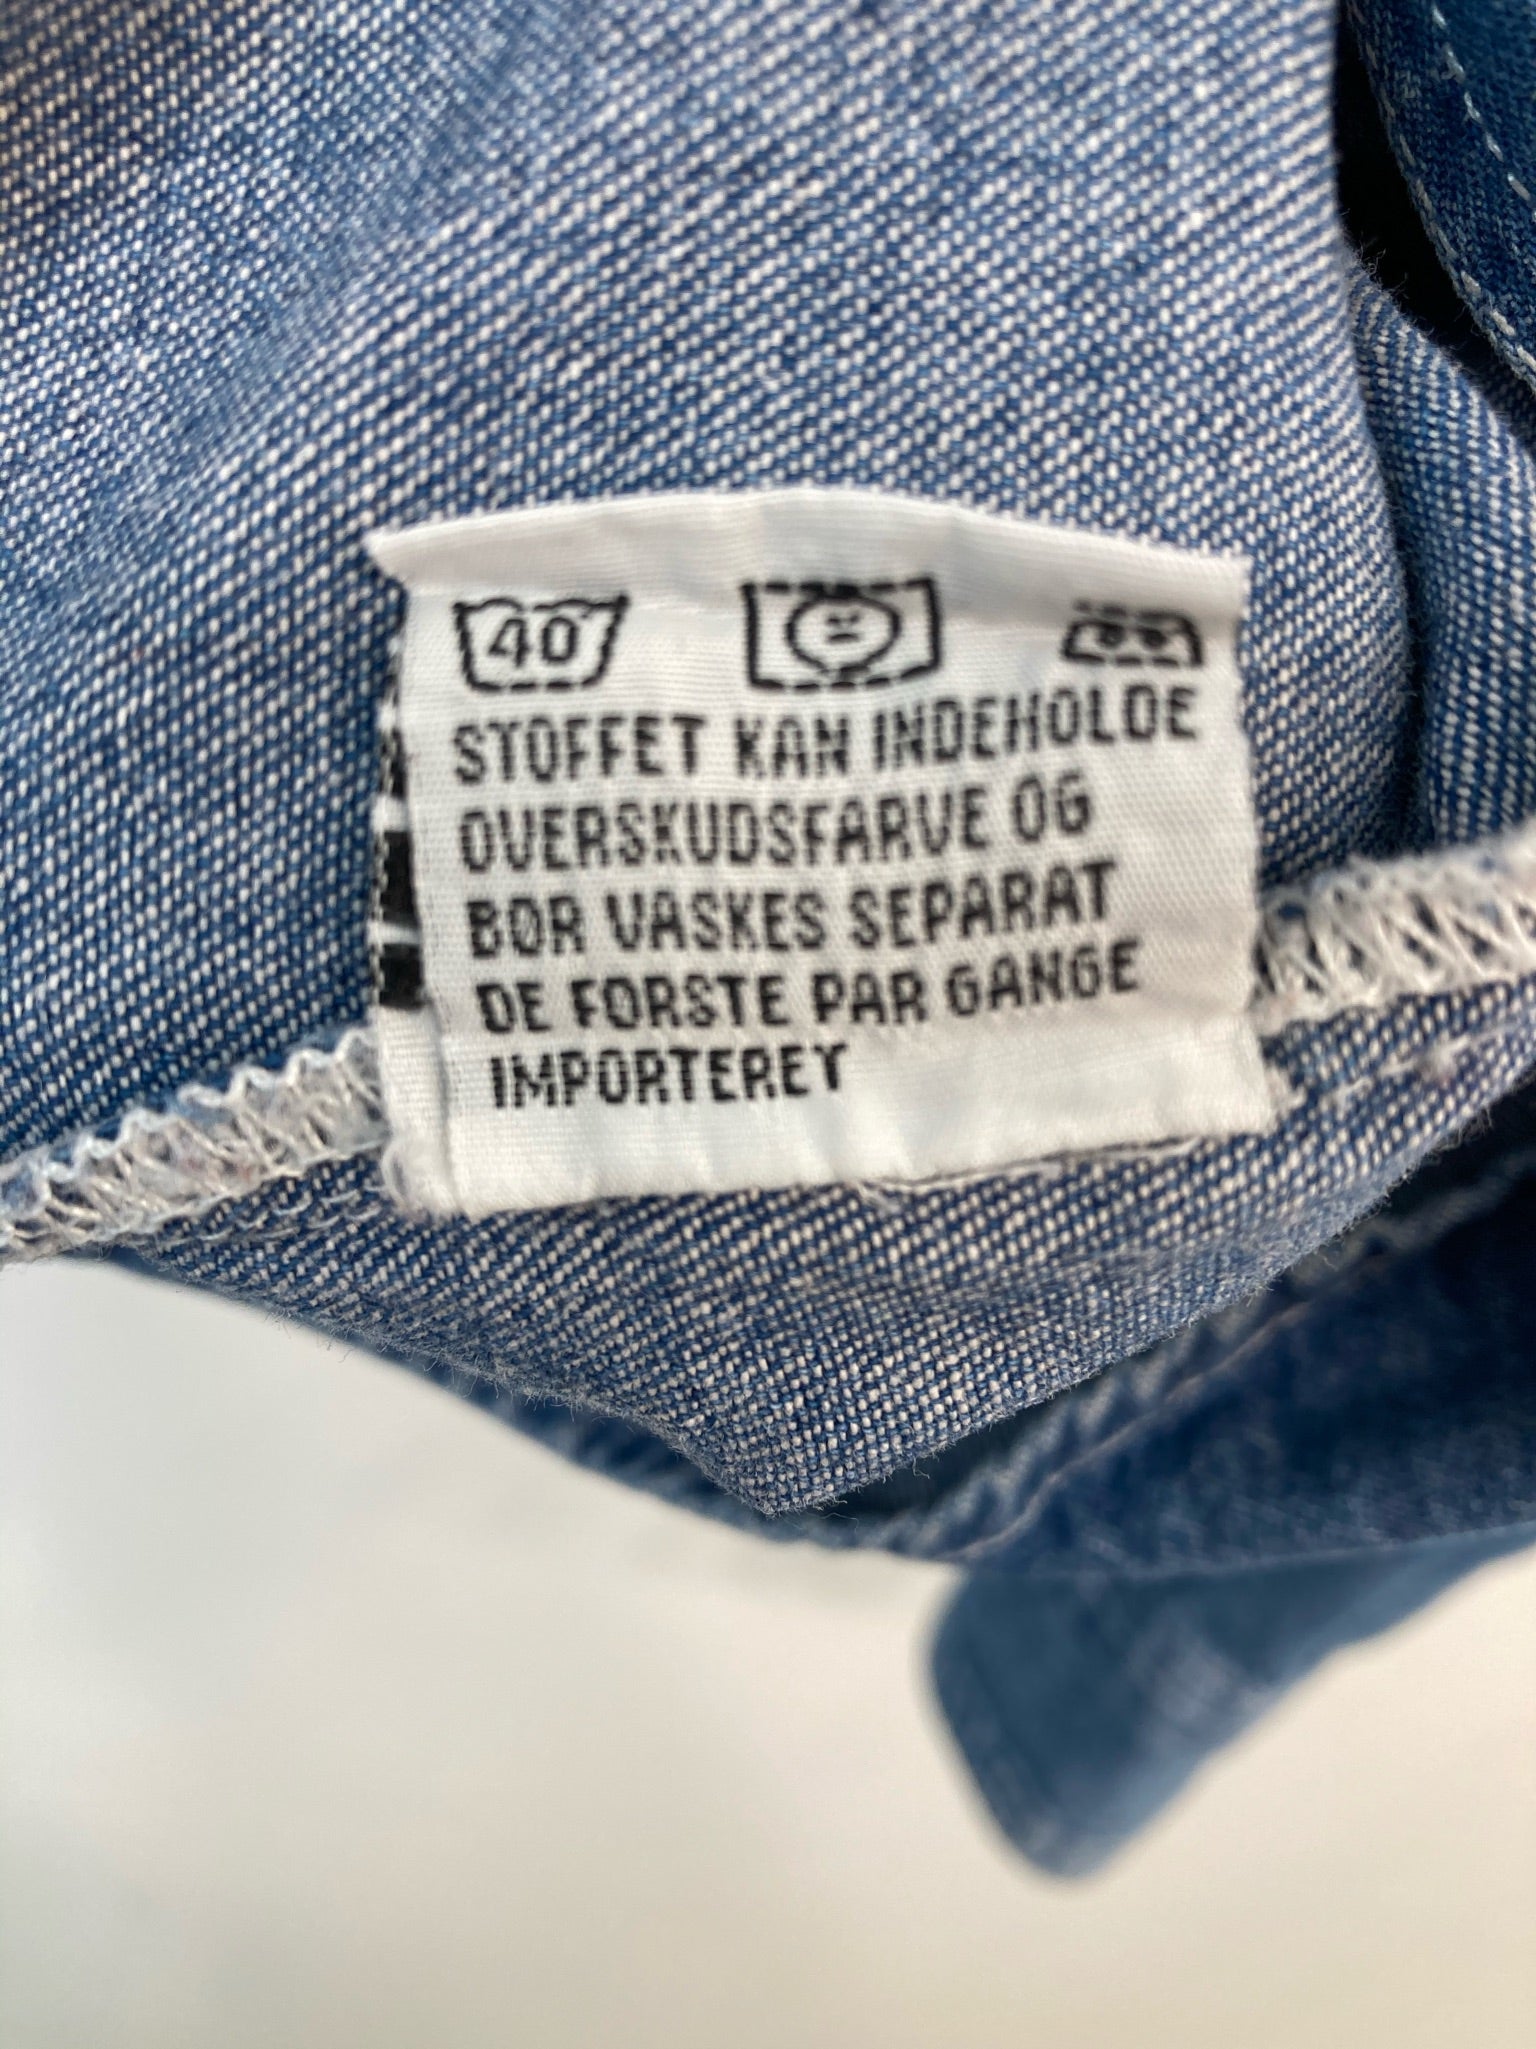 40°
STOFFET KAN INDEHOLDE
OVERSKUDSFARVE OG
BØR VASKES SEPARAT
DE FØRSTE PAR GANGE
IMPORTERET